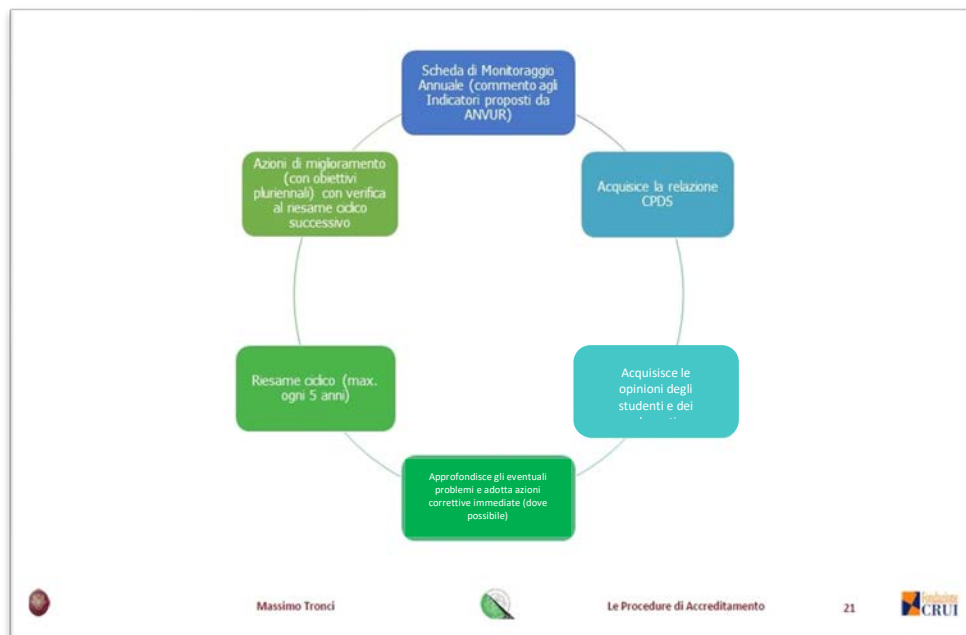 Scheda di Monitoraggio
Annuale (commento agli
Indicatori proposti da
ANVUR)
Acquisice la relazione
CPDS
Acquisisce le
opinioni degli
studenti e dei
Approfondisce gli eventuali
problemi e adotta azioni
correttive immediate (dove
possibile)
Riesame ciclico (max.
ogni 5 anni)
Azioni di miglioramento
(con obiettivi
pluriennali) con verifica
al riesame ciclico
successivo
Massimo Tronci
Le Procedure di Accreditamento
21
Fondazione
CRUI